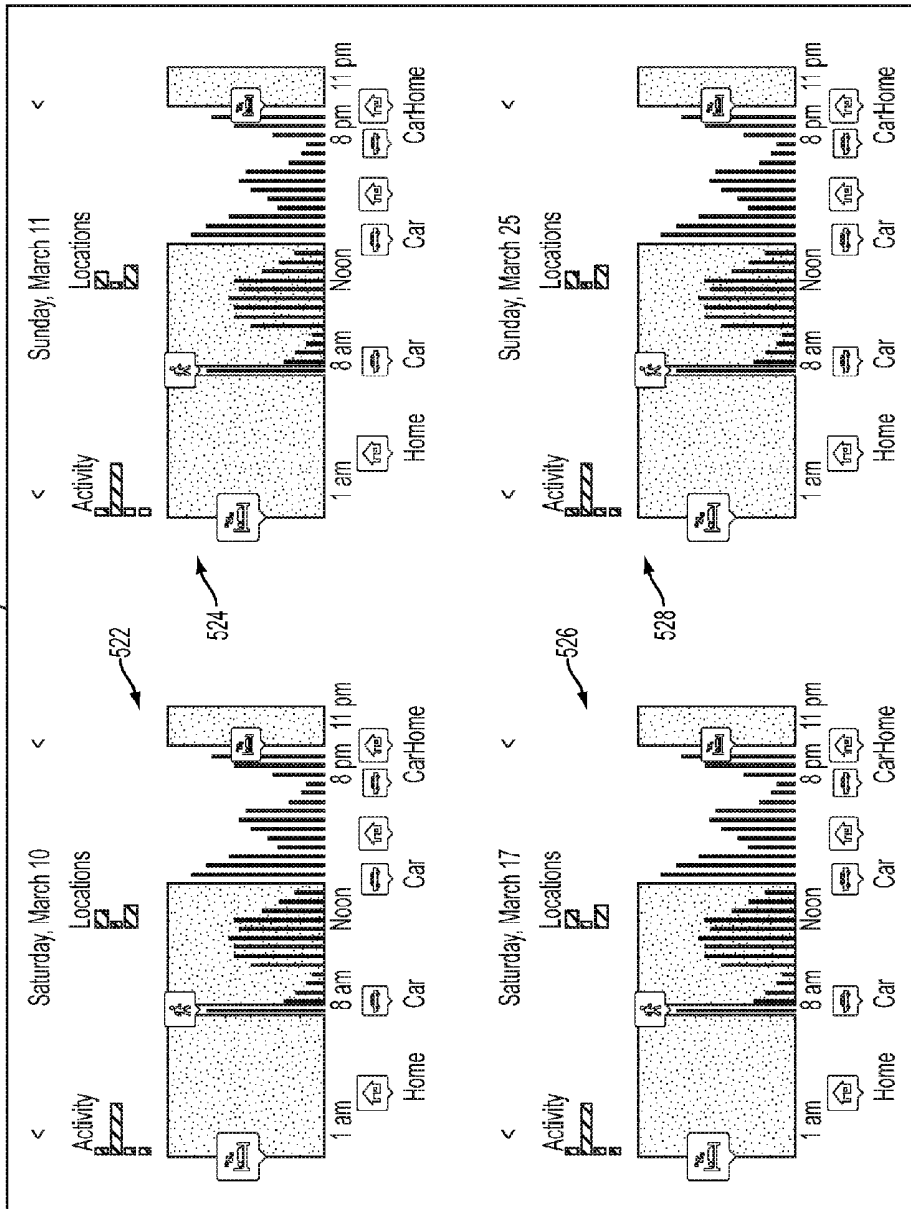 Saturday, March 10
< <
Activity
Locations
522
1 am 8 am Noon 8 pm 11 pm
Home Car Car CarHome
Sunday, March 11
< <
Activity
Locations
524
1 am 8 am Noon 8 pm 11 pm
Home Car Car CarHome
Saturday, March 17
< <
Activity
Locations
526
1 am 8 am Noon 8 pm 11 pm
Home Car Car CarHome
Sunday, March 25
< <
Activity
Locations
528
1 am 8 am Noon 8 pm 11 pm
Home Car Car CarHome